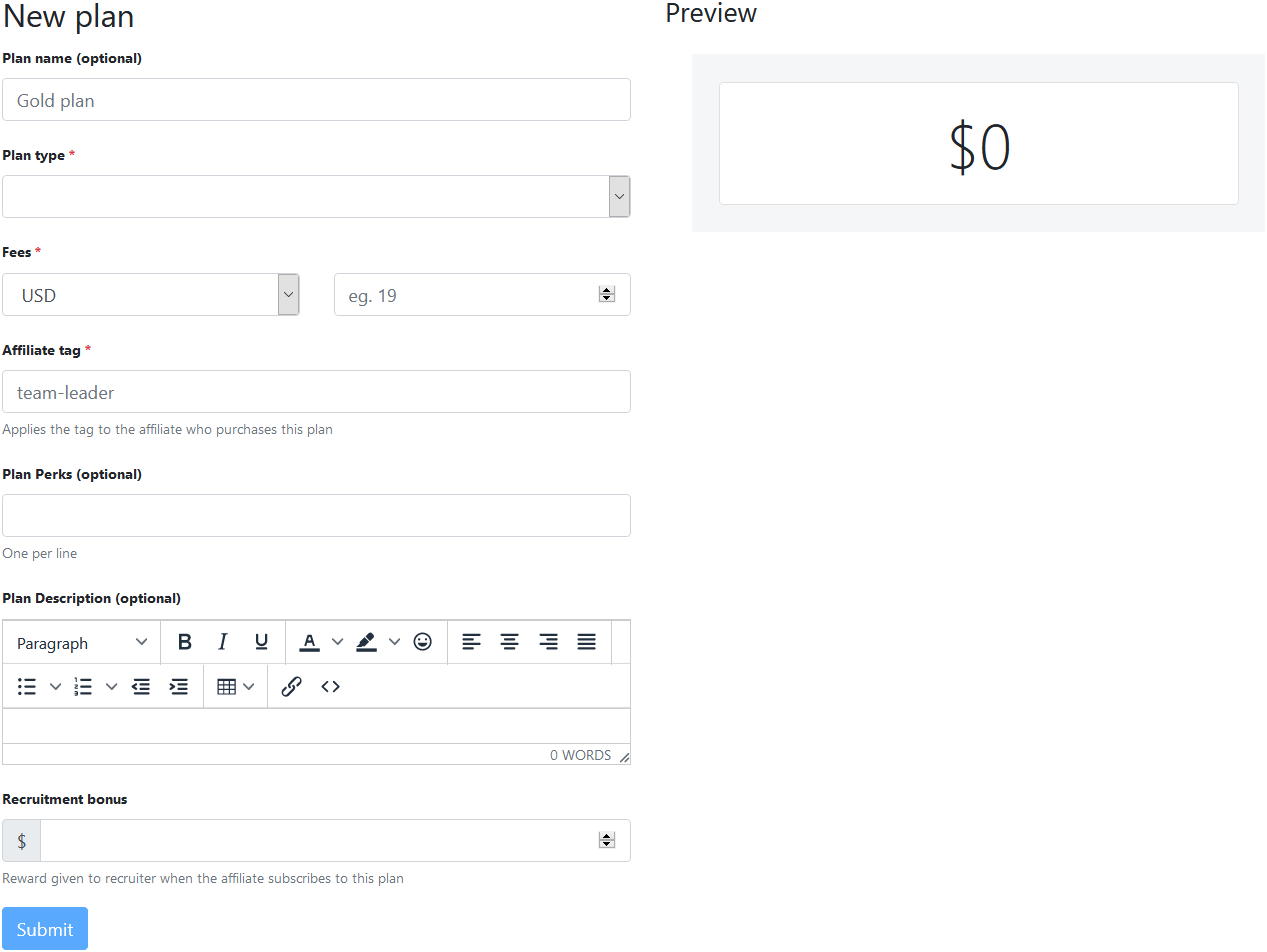 New plan
Plan name (optional)
Gold plan
Plan type *
Fees *
USD
eg. 19
Affiliate tag *
team-leader
Applies the tag to the affiliate who purchases this plan
Plan Perks (optional)
One per line
Plan Description (optional)
Paragraph
B I U A
0 WORDS
Recruitment bonus
$
Reward given to recruiter when the affiliate subscribes to this plan
Submit
Preview
$0